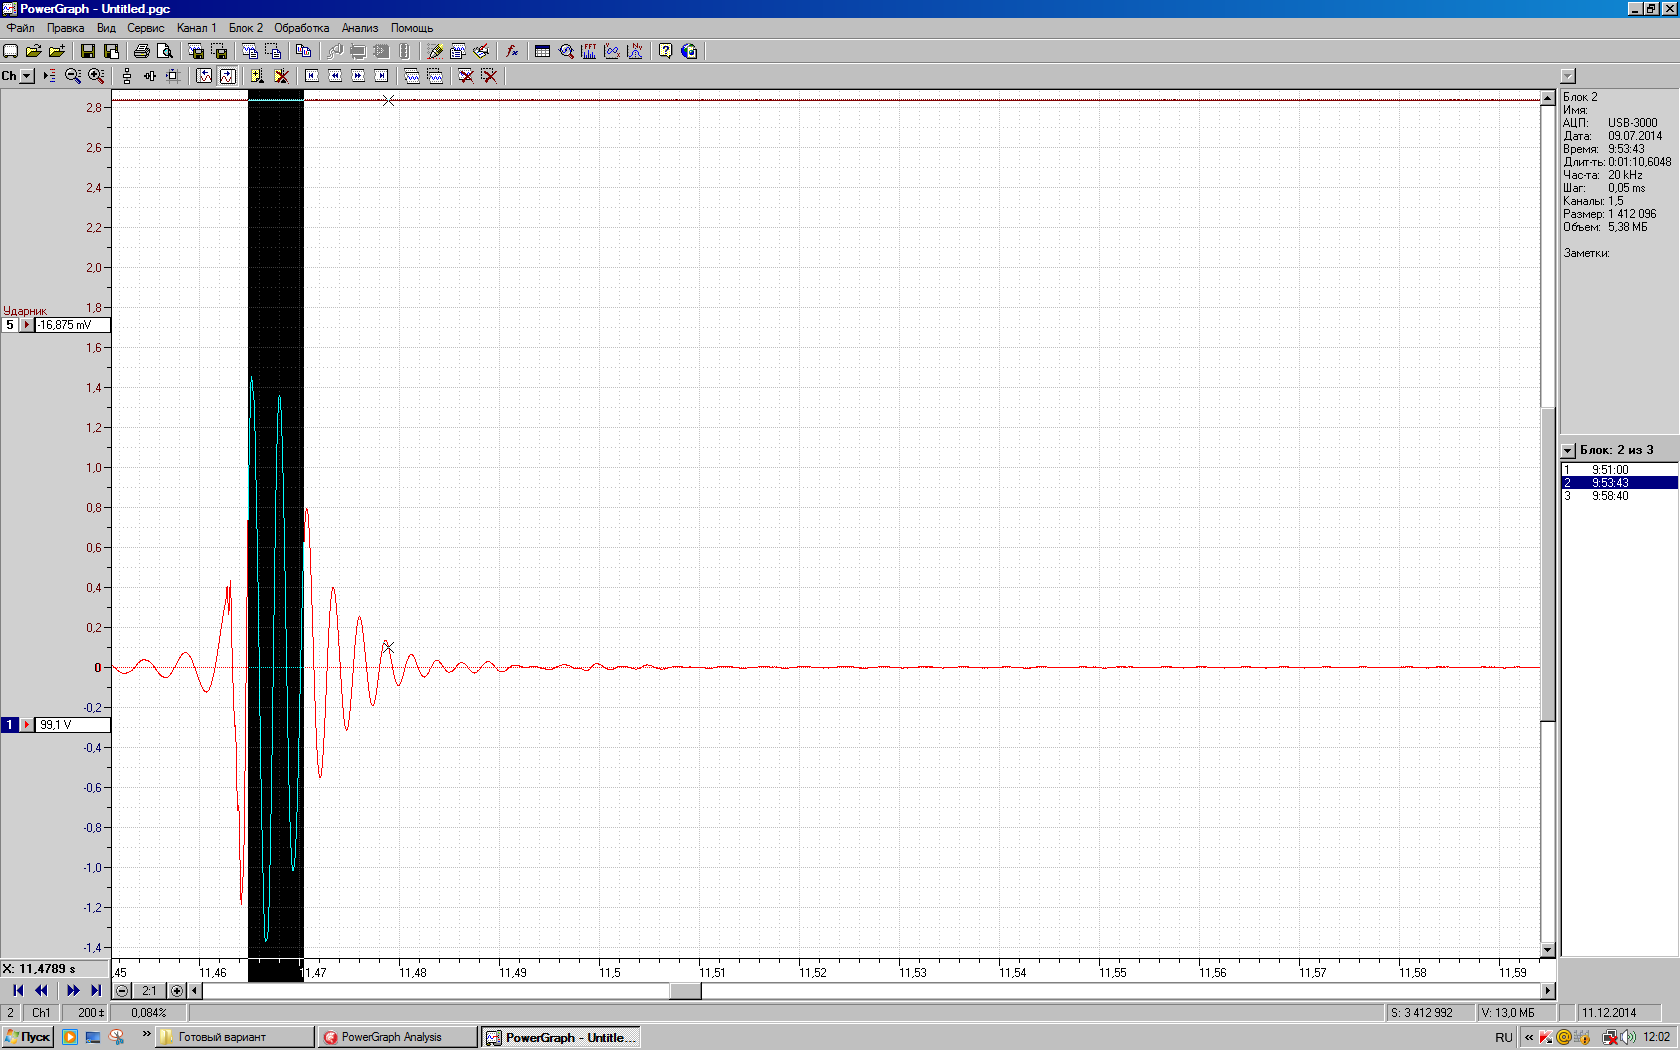 PowerGraph - Untitled.pgc
Файл Правка Вид Сервис Канал 1 Блок 2 Обработка Анализ Помощь
Ch
2,8
2,6
2,4
2,2
2,0
1,8
Ударник
5 -16,875 mV
1,6
1,4
1,2
1,0
0,8
0,6
0,4
0,2
0
-0,2
1 99,1 V
-0,4
-0,6
-0,8
-1,0
-1,2
-1,4
X: 11,4789 s
,45 11,46 11,47 11,48 11,49 11,5 11,51 11,52 11,53 11,54 11,55 11,56 11,57 11,58 11,59
2:1
Блок 2
Имя:
АЦП: USB-3000
Дата: 09.07.2014
Время: 9:53:43
Длит-ть: 0:01:10,6048
Час-та: 20 kHz
Шаг: 0,05 ms
Каналы: 1,5
Размер: 1 412 096
Объем: 5,38 МБ
Заметки:
Блок: 2 из 3
1 9:51:00
2 9:53:43
3 9:58:40
2 Ch1 200 0,084% S: 3 412 992 V: 13,0 МБ 11.12.2014
Пуск » Готовый вариант PowerGraph Analysis PowerGraph - Untitle... RU « 12:02